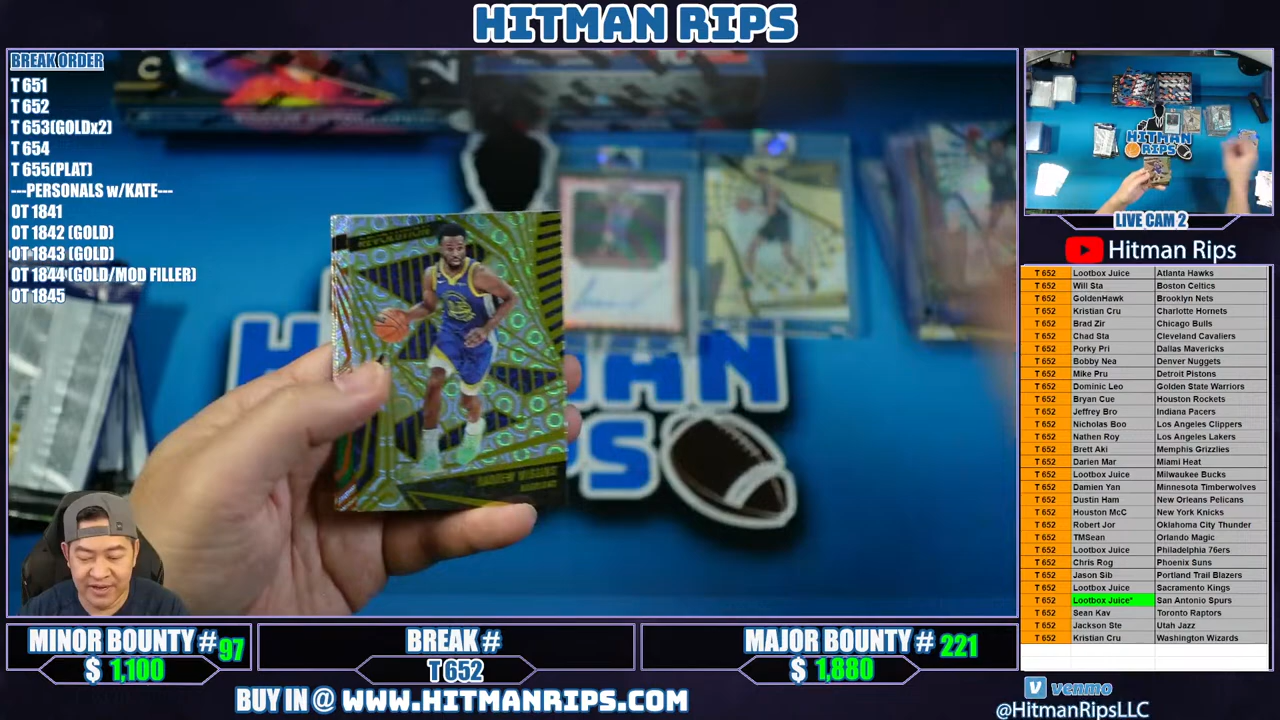 HITMAN RIPS
BREAK ORDER
T 651
T 652
T 653(GOLDx2)
T 654
T 655(PLAT)
---PERSONALS w/KATE---
OT 1841
OT 1842 (GOLD)
OT 1843 (GOLD)
OT 1844 (GOLD/MOD FILLER)
OT 1845
REVOLUTION
WIGGINS
HITMAN
RIPS
LIVE CAM 2
Hitman Rips
T 652 Lootbox Juice Atlanta Hawks
T 652 Will Sta Boston Celtics
T 652 GoldenHawk Brooklyn Nets
T 652 Kristian Cru Charlotte Hornets
T 652 Brad Zir Chicago Bulls
T 652 Chad Sta Cleveland Cavaliers
T 652 Porky Pri Dallas Mavericks
T 652 Bobby Nea Denver Nuggets
T 652 Mike Pru Detroit Pistons
T 652 Dominic Leo Golden State Warriors
T 652 Bryan Cue Houston Rockets
T 652 Jeffrey Bro Indiana Pacers
T 652 Nicholas Boo Los Angeles Clippers
T 652 Nathen Roy Los Angeles Lakers
T 652 Brett Aki Memphis Grizzlies
T 652 Darien Mar Miami Heat
T 652 Lootbox Juice Milwaukee Bucks
T 652 Damien Yan Minnesota Timberwolves
T 652 Dustin Ham New Orleans Pelicans
T 652 Houston McC New York Knicks
T 652 Robert Jor Oklahoma City Thunder
T 652 TMSean Orlando Magic
T 652 Lootbox Juice Philadelphia 76ers
T 652 Chris Rog Phoenix Suns
T 652 Jason Sib Portland Trail Blazers
T 652 Lootbox Juice Sacramento Kings
T 652 Lootbox Juice* San Antonio Spurs
T 652 Sean Kav Toronto Raptors
T 652 Jackson Ste Utah Jazz
T 652 Kristian Cru Washington Wizards
MINOR BOUNTY # 97
$ 1,100
BREAK #
T 652
MAJOR BOUNTY # 221
$ 1,880
BUY IN @ WWW.HITMANRIPS.COM
venmo
@HitmanRipsLLC